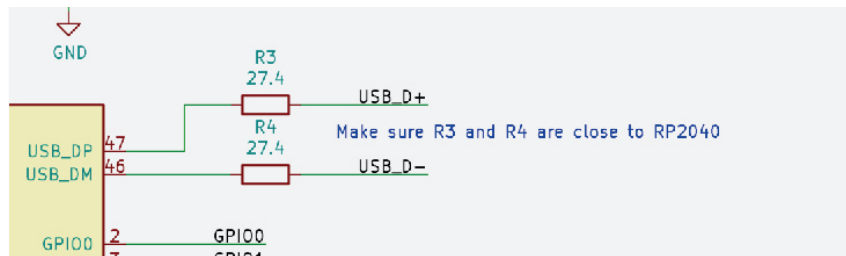 GND
R3
27.4
USB_D+
R4
27.4
Make sure R3 and R4 are close to RP2040
USB_DP
47
USB_DM
46
USB_D-
GPIO0
2
GPIO0